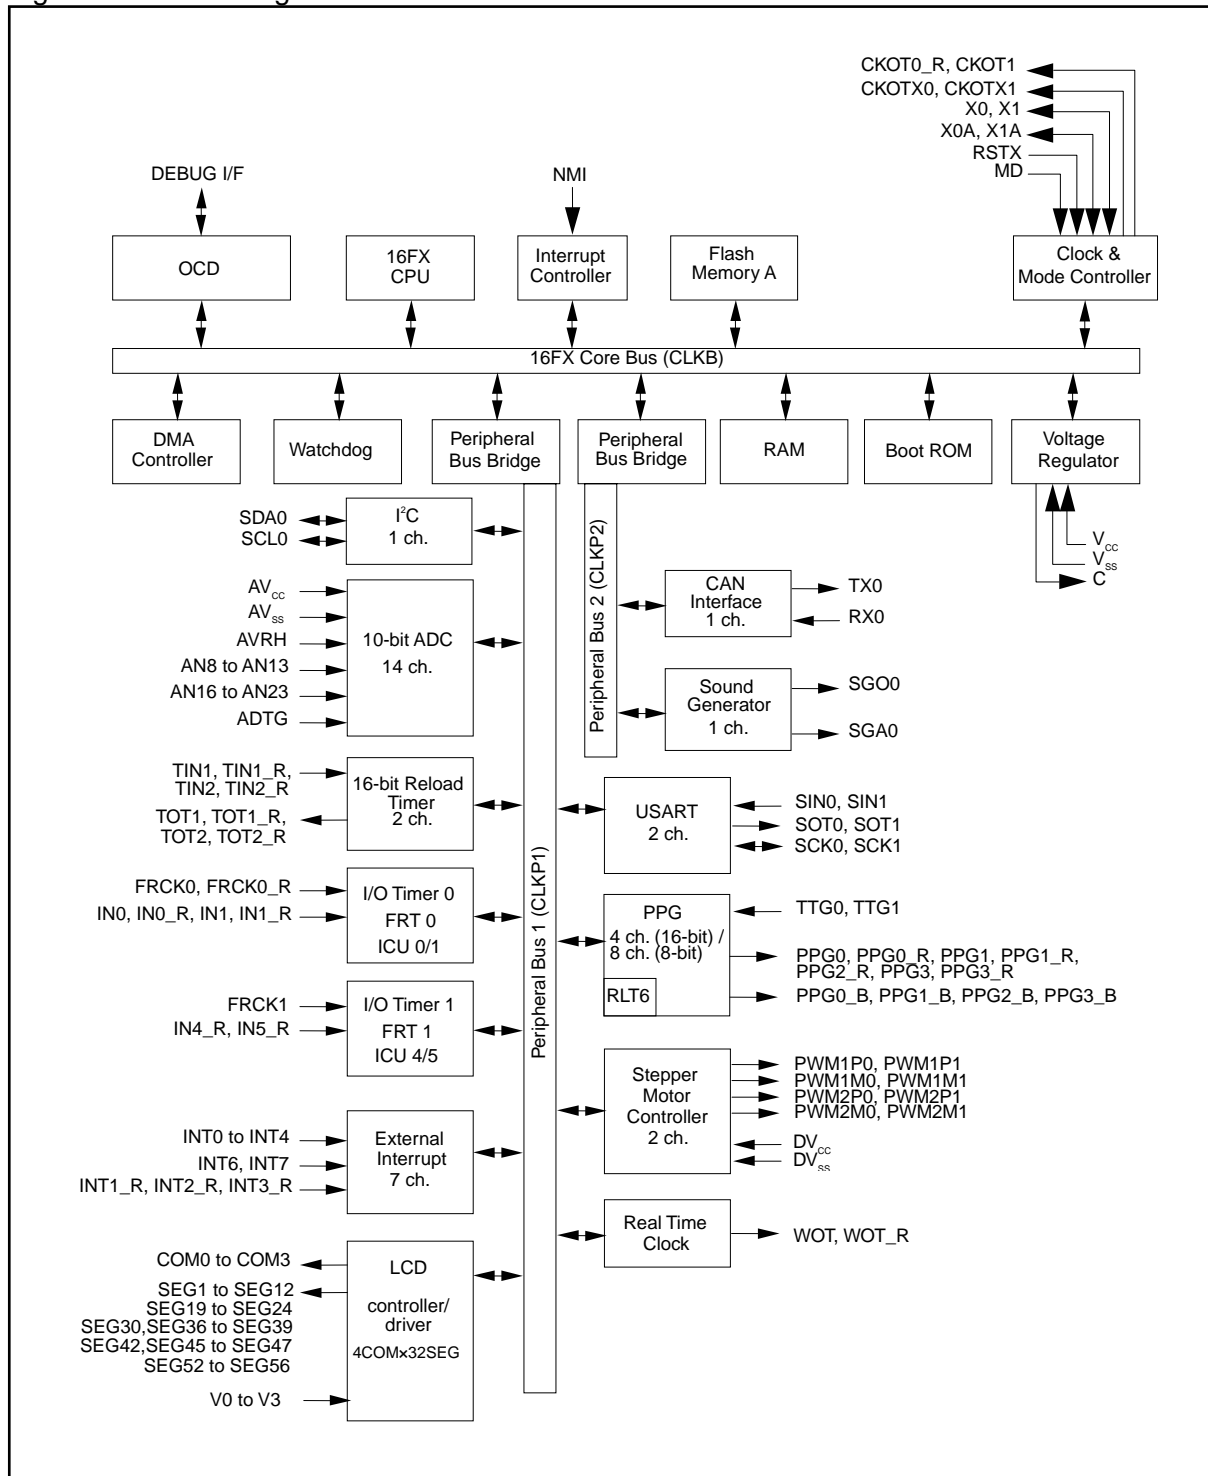 CKOT0_R, CKOT1
CKOTX0, CKOTX1
X0, X1
X0A, X1A
RSTX
MD
DEBUG I/F
NMI
OCD
16FX
CPU
Interrupt
Controller
Flash
Memory A
Clock &
Mode Controller
16FX Core Bus (CLKB)
DMA
Controller
Watchdog
Peripheral
Bus Bridge
Peripheral
Bus Bridge
RAM
Boot ROM
Voltage
Regulator
VCC
VSS
C
SDA0
SCL0
I²C
1 ch.
AVCC
AVSS
AVRH
AN8 to AN13
AN16 to AN23
ADTG
10-bit ADC
14 ch.
Peripheral Bus 2 (CLKP2)
CAN
Interface
1 ch.
TX0
RX0
Sound
Generator
1 ch.
SGO0
SGA0
TIN1, TIN1_R,
TIN2, TIN2_R
TOT1, TOT1_R,
TOT2, TOT2_R
16-bit Reload
Timer
2 ch.
Peripheral Bus 1 (CLKP1)
USART
2 ch.
SIN0, SIN1
SOT0, SOT1
SCK0, SCK1
FRCK0, FRCK0_R
IN0, IN0_R, IN1, IN1_R
I/O Timer 0
FRT 0
ICU 0/1
PPG
4 ch. (16-bit) /
8 ch. (8-bit)
RLT6
TTG0, TTG1
PPG0, PPG0_R, PPG1, PPG1_R,
PPG2_R, PPG3, PPG3_R
PPG0_B, PPG1_B, PPG2_B, PPG3_B
FRCK1
IN4_R, IN5_R
I/O Timer 1
FRT 1
ICU 4/5
Stepper
Motor
Controller
2 ch.
PWM1P0, PWM1P1
PWM1M0, PWM1M1
PWM2P0, PWM2P1
PWM2M0, PWM2M1
DVCC
DVSS
INT0 to INT4
INT6, INT7
INT1_R, INT2_R, INT3_R
External
Interrupt
7 ch.
Real Time
Clock
WOT, WOT_R
COM0 to COM3
SEG1 to SEG12
SEG19 to SEG24
SEG30,SEG36 to SEG39
SEG42,SEG45 to SEG47
SEG52 to SEG56
V0 to V3
LCD
controller/
driver
4COM×32SEG